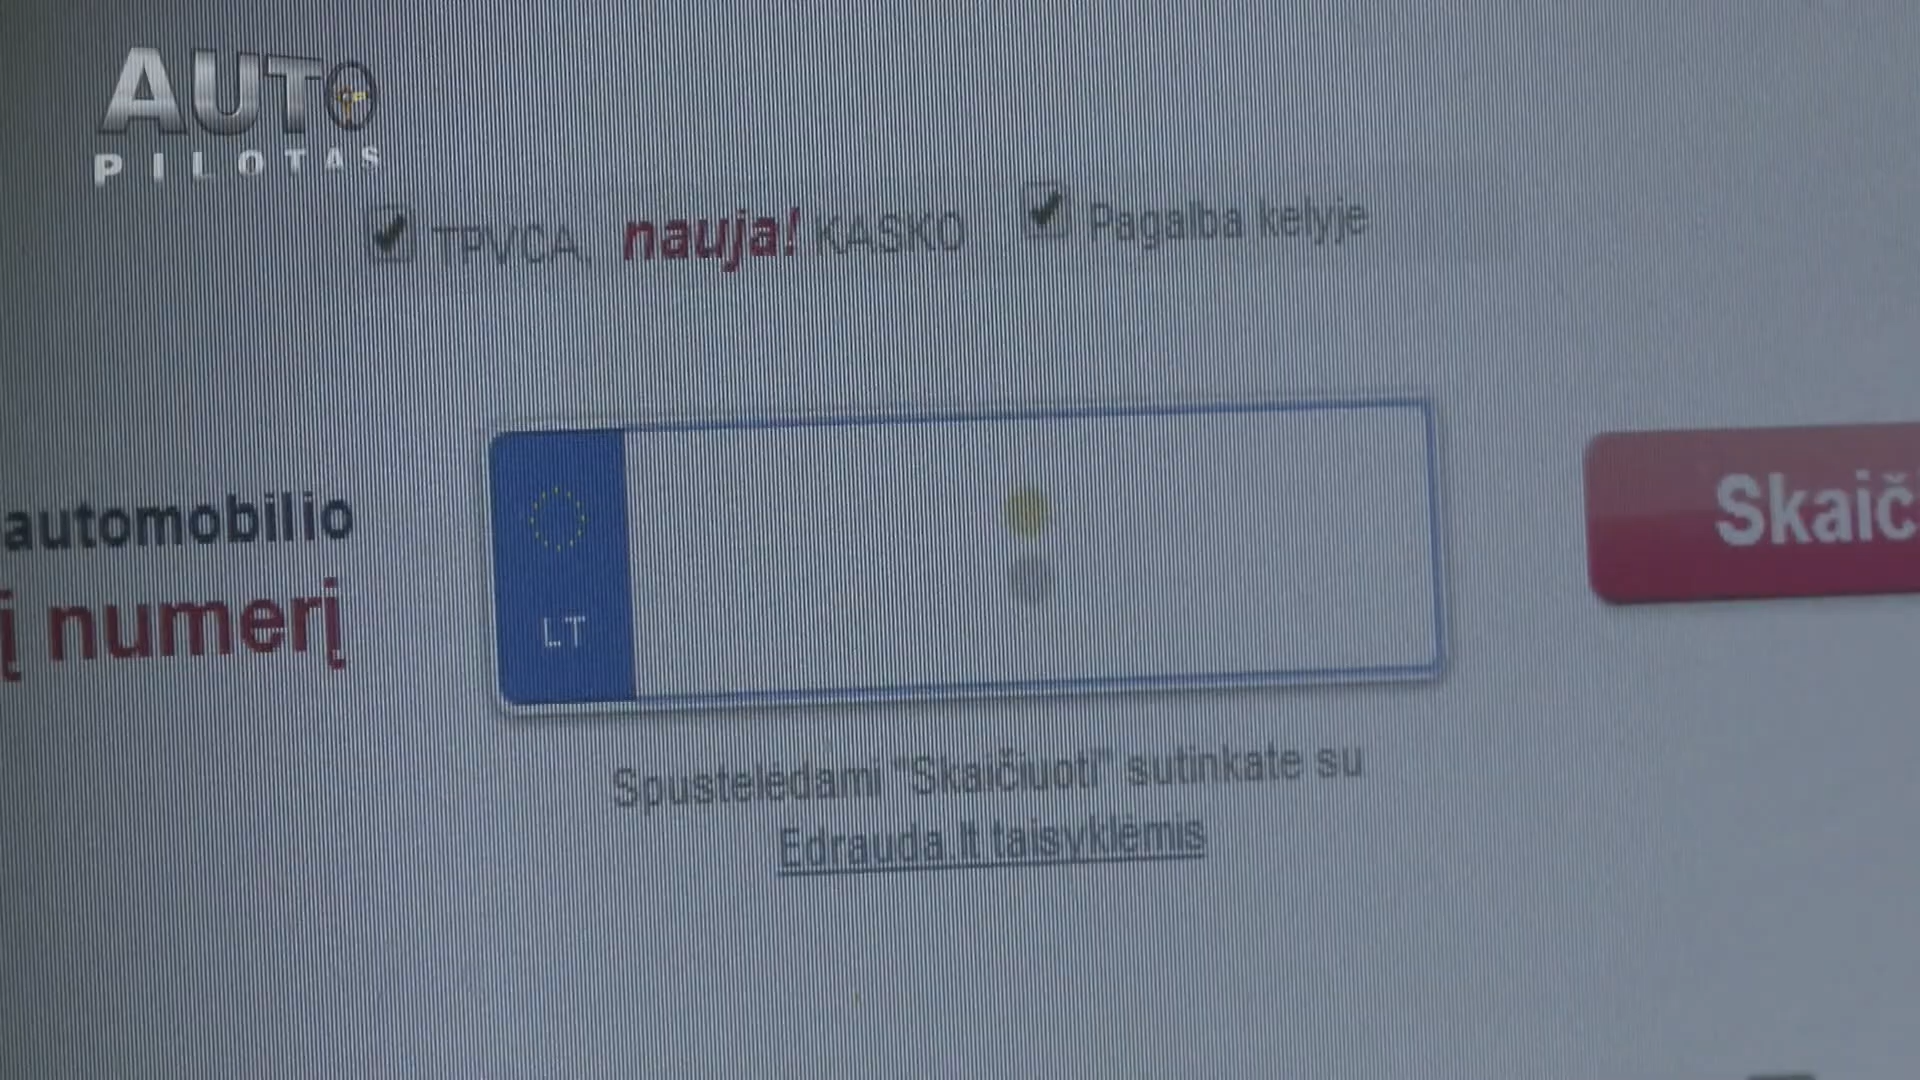 AUTO
PILOTAS
TPVCA, nauja! KASKO Pagalba kelyje
automobilio
į numerį
LT
Skaič
Spustelėdami "Skaičiuoti" sutinkate su
Edrauda.lt taisyklėmis